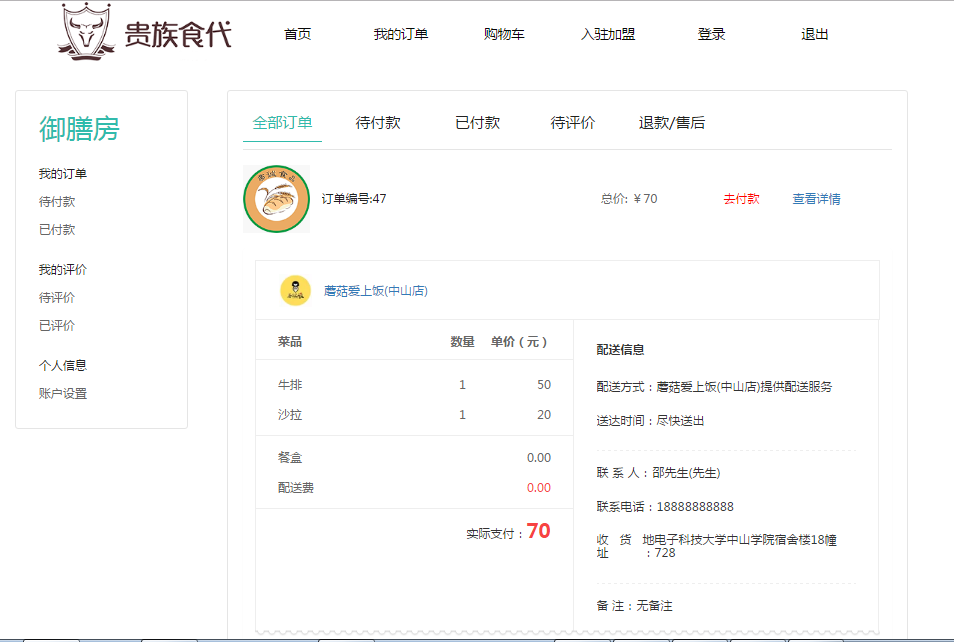 贵族食代
首页 我的订单 购物车 入驻加盟 登录 退出
御膳房
我的订单
待付款
已付款
我的评价
待评价
已评价
个人信息
账户设置
全部订单 待付款 已付款 待评价 退款/售后
订单编号:47 总价: ￥70 去付款 查看详情
蘑菇爱上饭(中山店)
菜品 数量 单价（元）
牛排 1 50
沙拉 1 20
餐盒 0.00
配送费 0.00
实际支付：70
配送信息
配送方式：蘑菇爱上饭(中山店)提供配送服务
送达时间：尽快送出
联 系 人：邵先生(先生)
联系电话：18888888888
收 货 地电子科技大学中山学院宿舍楼18幢
址 ：728
备 注：无备注